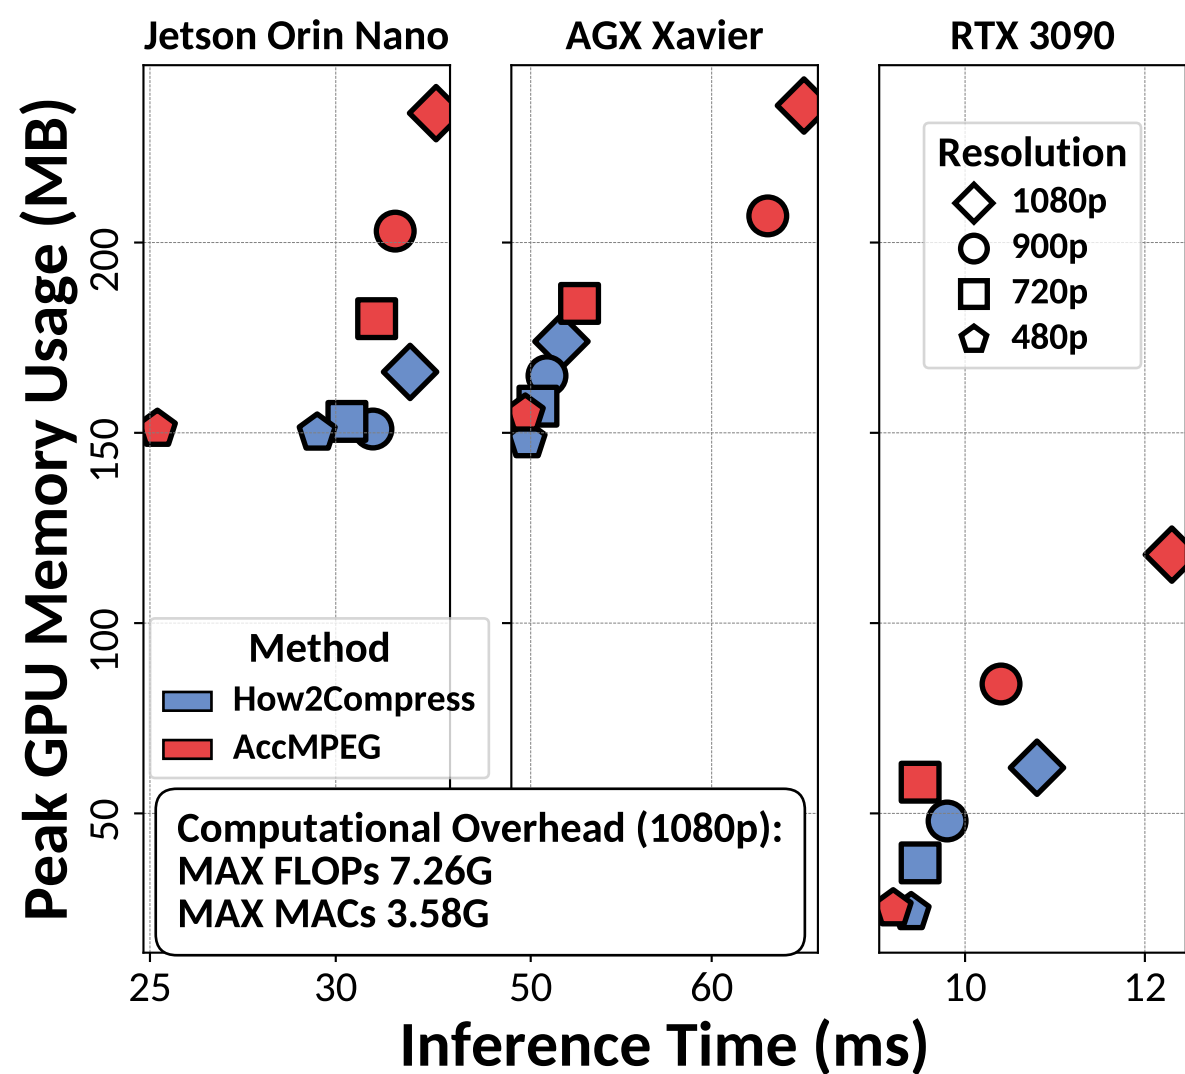 Jetson Orin Nano
AGX Xavier
RTX 3090
Peak GPU Memory Usage (MB)
200
150
100
50
Resolution
1080p
900p
720p
480p
Method
How2Compress
AccMPEG
Computational Overhead (1080p):
MAX FLOPs 7.26G
MAX MACs 3.58G
25
30
50
60
10
12
Inference Time (ms)